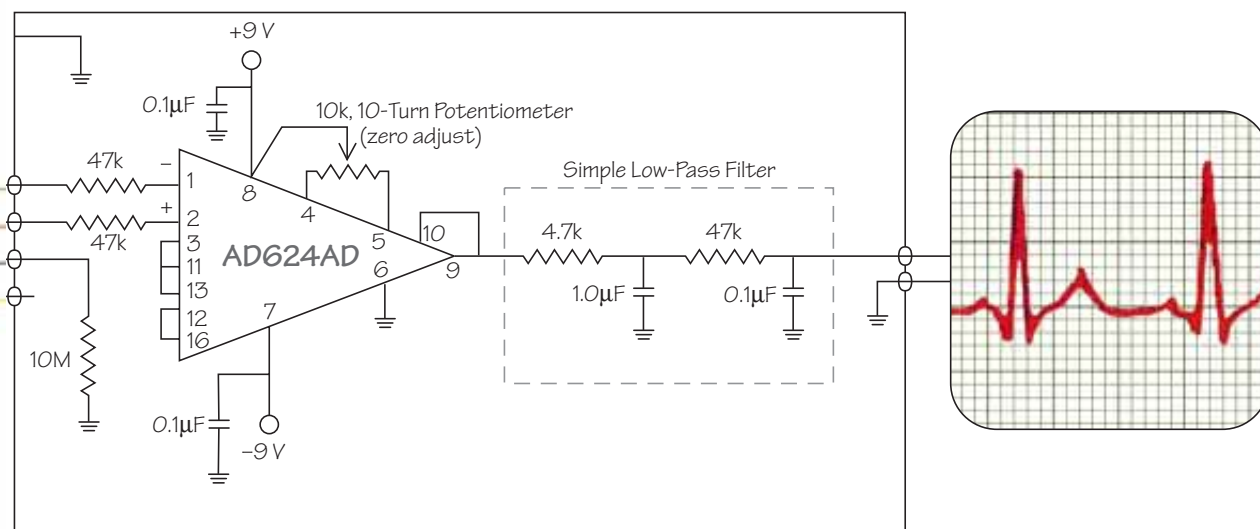 +9 V
0.1µF
10k, 10-Turn Potentiometer
(zero adjust)
Simple Low-Pass Filter
47k
−
1
8
+
2
4
47k
3
11
13
12
16
AD624AD
5
10
6
9
7
4.7k
47k
1.0µF
0.1µF
10M
0.1µF
−9 V